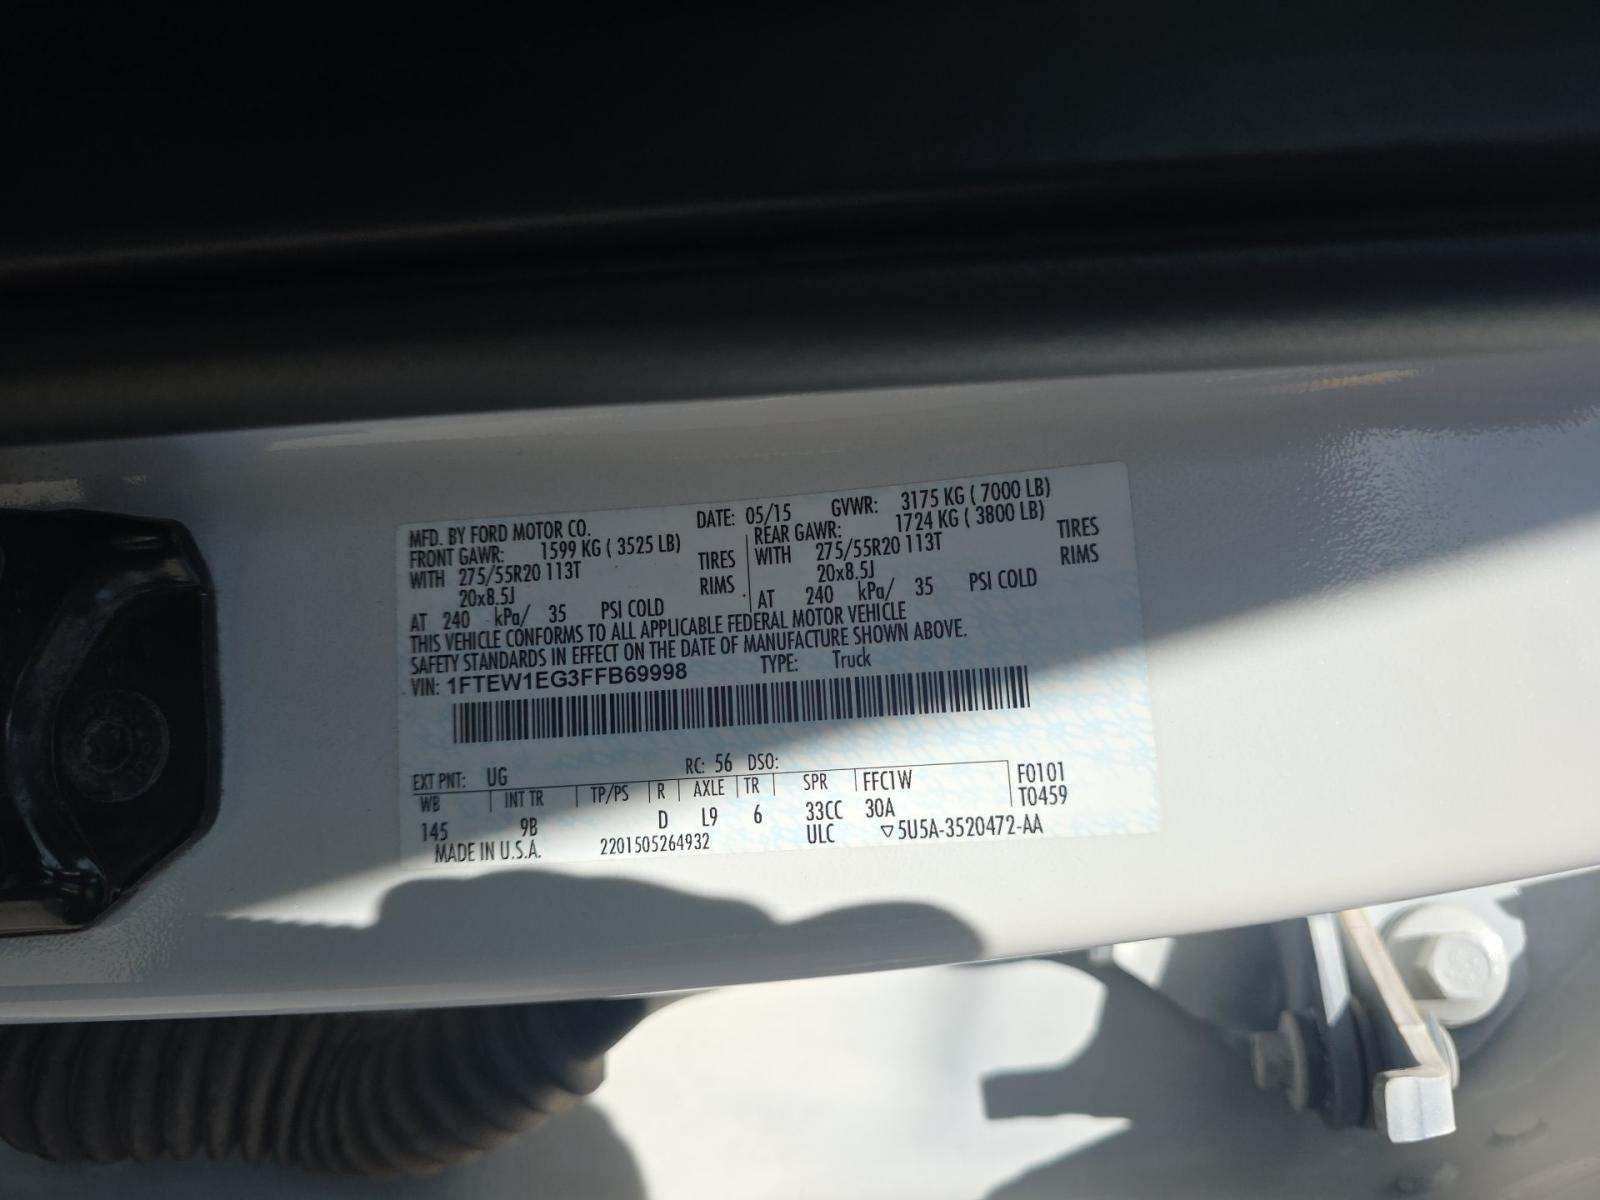 MFD. BY FORD MOTOR CO. DATE: 05/15 GVWR: 3175 KG ( 7000 LB)
FRONT GAWR: 1599 KG ( 3525 LB) REAR GAWR: 1724 KG ( 3800 LB)
WITH 275/55R20 113T TIRES WITH 275/55R20 113T TIRES
20x8.5J RIMS 20x8.5J RIMS
AT 240 kPa/ 35 PSI COLD AT 240 kPa/ 35 PSI COLD
THIS VEHICLE CONFORMS TO ALL APPLICABLE FEDERAL MOTOR VEHICLE
SAFETY STANDARDS IN EFFECT ON THE DATE OF MANUFACTURE SHOWN ABOVE.
VIN: 1FTEW1EG3FFB69998 TYPE: Truck
EXT PNT: UG RC: 56 DSO:
WB INT TR TP/PS R AXLE TR SPR FFC1W F0101
145 9B D L9 6 33CC 30A T0459
MADE IN U.S.A. 2201505264932 ULC ▽5U5A-3520472-AA